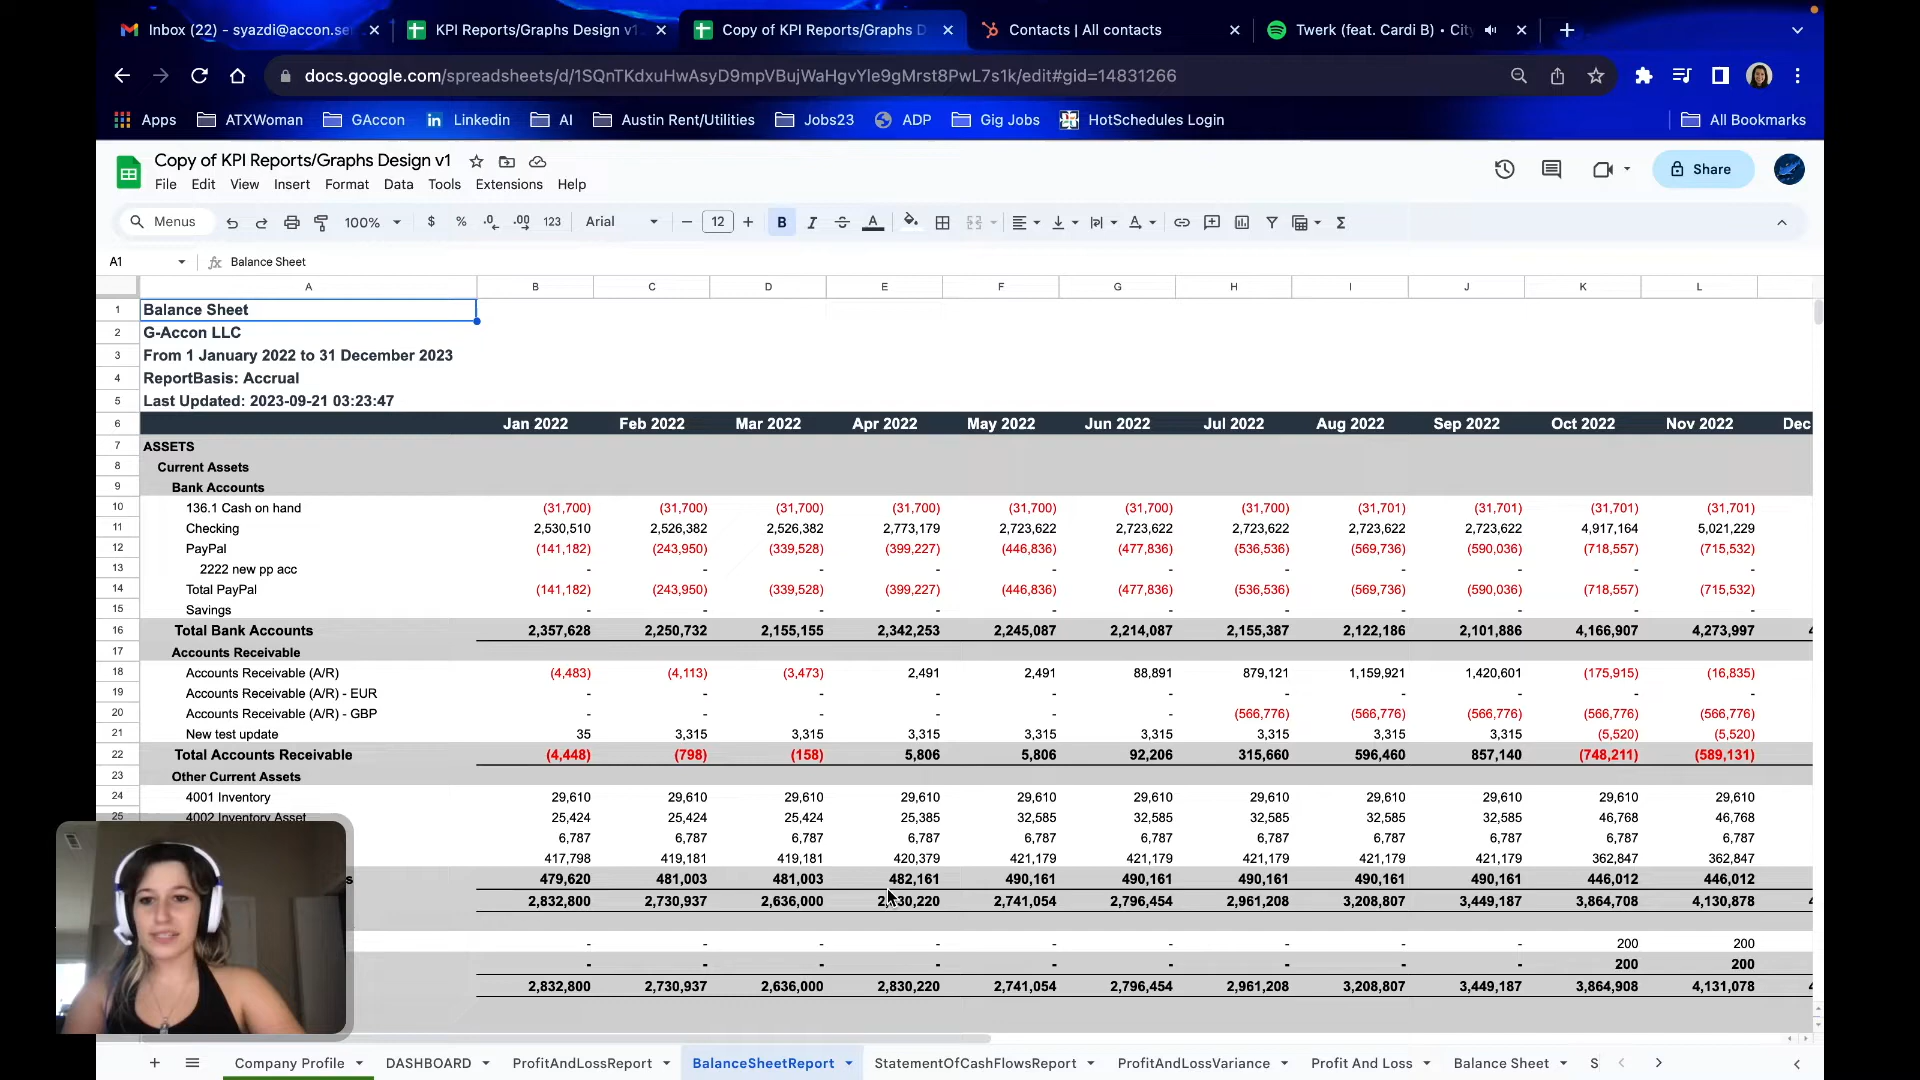 Inbox (22) - syazdi@accon.se
KPI Reports/Graphs Design v1
Copy of KPI Reports/Graphs D
Contacts | All contacts
Twerk (feat. Cardi B) • City
docs.google.com/spreadsheets/d/1SQnTKdxuHwAsyD9mpVBujWaHgvYle9gMrst8PwL7s1k/edit#gid=14831266
Apps ATXWoman GAccon Linkedin AI Austin Rent/Utilities Jobs23 ADP Gig Jobs HotSchedules Login All Bookmarks
Copy of KPI Reports/Graphs Design v1
File Edit View Insert Format Data Tools Extensions Help
Share
Menus 100% $ % .0 .00 123 Arial 12 B I
A1 fx Balance Sheet
A B C D E F G H I J K L
1 Balance Sheet
2 G-Accon LLC
3 From 1 January 2022 to 31 December 2023
4 ReportBasis: Accrual
5 Last Updated: 2023-09-21 03:23:47
6 Jan 2022 Feb 2022 Mar 2022 Apr 2022 May 2022 Jun 2022 Jul 2022 Aug 2022 Sep 2022 Oct 2022 Nov 2022 Dec
7 ASSETS
8 Current Assets
9 Bank Accounts
10 136.1 Cash on hand (31,700) (31,700) (31,700) (31,700) (31,700) (31,700) (31,700) (31,701) (31,701) (31,701) (31,701)
11 Checking 2,530,510 2,526,382 2,526,382 2,773,179 2,723,622 2,723,622 2,723,622 2,723,622 2,723,622 4,917,164 5,021,229
12 PayPal (141,182) (243,950) (339,528) (399,227) (446,836) (477,836) (536,536) (569,736) (590,036) (718,557) (715,532)
13 2222 new pp acc - - - - - - - - - - -
14 Total PayPal (141,182) (243,950) (339,528) (399,227) (446,836) (477,836) (536,536) (569,736) (590,036) (718,557) (715,532)
15 Savings - - - - - - - - - - -
16 Total Bank Accounts 2,357,628 2,250,732 2,155,155 2,342,253 2,245,087 2,214,087 2,155,387 2,122,186 2,101,886 4,166,907 4,273,997
17 Accounts Receivable
18 Accounts Receivable (A/R) (4,483) (4,113) (3,473) 2,491 2,491 88,891 879,121 1,159,921 1,420,601 (175,915) (16,835)
19 Accounts Receivable (A/R) - EUR - - - - - - - - - - -
20 Accounts Receivable (A/R) - GBP - - - - - - (566,776) (566,776) (566,776) (566,776) (566,776)
21 New test update 35 3,315 3,315 3,315 3,315 3,315 3,315 3,315 3,315 (5,520) (5,520)
22 Total Accounts Receivable (4,448) (798) (158) 5,806 5,806 92,206 315,660 596,460 857,140 (748,211) (589,131)
23 Other Current Assets
24 4001 Inventory 29,610 29,610 29,610 29,610 29,610 29,610 29,610 29,610 29,610 29,610 29,610
25 4002 Inventory Asset 25,424 25,424 25,424 25,385 32,585 32,585 32,585 32,585 32,585 46,768 46,768
6,787 6,787 6,787 6,787 6,787 6,787 6,787 6,787 6,787 6,787 6,787
417,798 419,181 419,181 420,379 421,179 421,179 421,179 421,179 421,179 362,847 362,847
s 479,620 481,003 481,003 482,161 490,161 490,161 490,161 490,161 490,161 446,012 446,012
2,832,800 2,730,937 2,636,000 2,830,220 2,741,054 2,796,454 2,961,208 3,208,807 3,449,187 3,864,708 4,130,878
- - - - - - - - - 200 200
- - - - - - - - - 200 200
2,832,800 2,730,937 2,636,000 2,830,220 2,741,054 2,796,454 2,961,208 3,208,807 3,449,187 3,864,908 4,131,078
Company Profile DASHBOARD ProfitAndLossReport BalanceSheetReport StatementOfCashFlowsReport ProfitAndLossVariance Profit And Loss Balance Sheet S